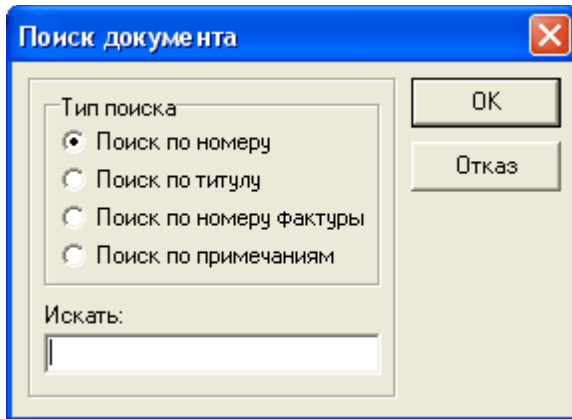 Поиск документа
Тип поиска
Поиск по номеру
Поиск по титулу
Поиск по номеру фактуры
Поиск по примечаниям
Искать:
OK
Отказ